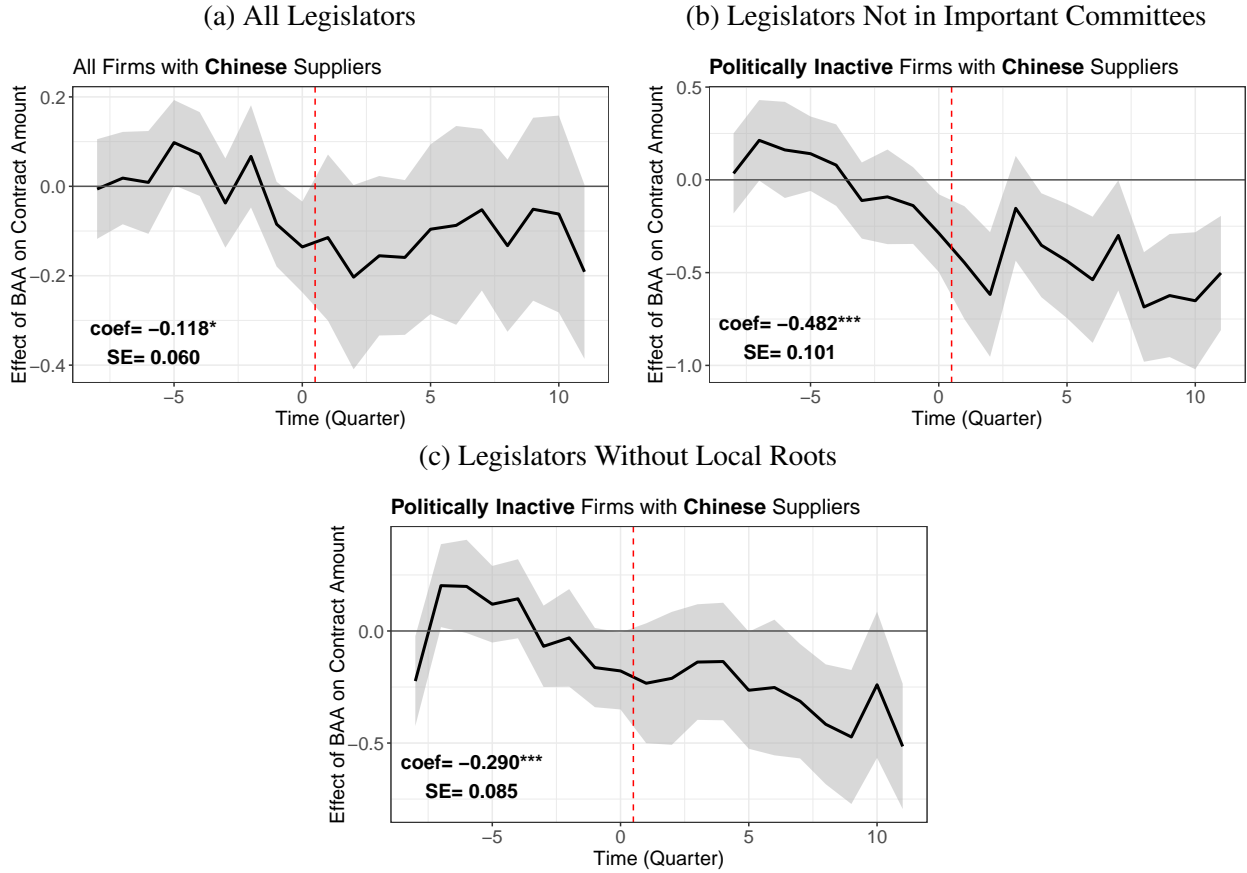 (a) All Legislators
All Firms with Chinese Suppliers
Effect of BAA on Contract Amount
0.2
0.0
−0.2
−0.4
coef= −0.118*
SE= 0.060
−5
0
5
10
Time (Quarter)
(b) Legislators Not in Important Committees
Politically Inactive Firms with Chinese Suppliers
Effect of BAA on Contract Amount
0.5
0.0
−0.5
−1.0
coef= −0.482***
SE= 0.101
−5
0
5
10
Time (Quarter)
(c) Legislators Without Local Roots
Politically Inactive Firms with Chinese Suppliers
Effect of BAA on Contract Amount
0.0
−0.5
coef= −0.290***
SE= 0.085
−5
0
5
10
Time (Quarter)